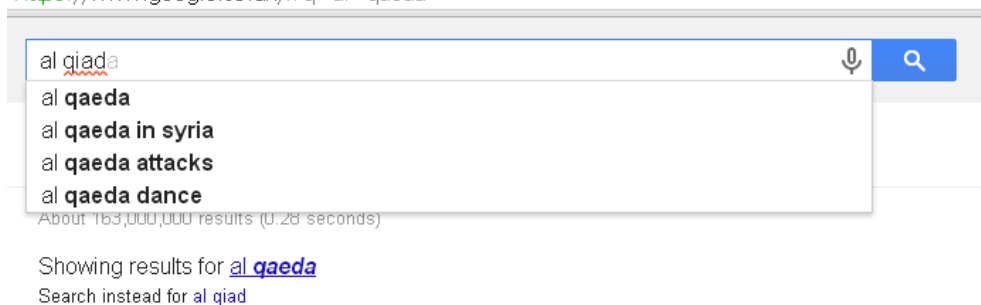 al qiada
al qaeda
al qaeda in syria
al qaeda attacks
al qaeda dance
About 163,000,000 results (0.28 seconds)
Showing results for al qaeda
Search instead for al qiad